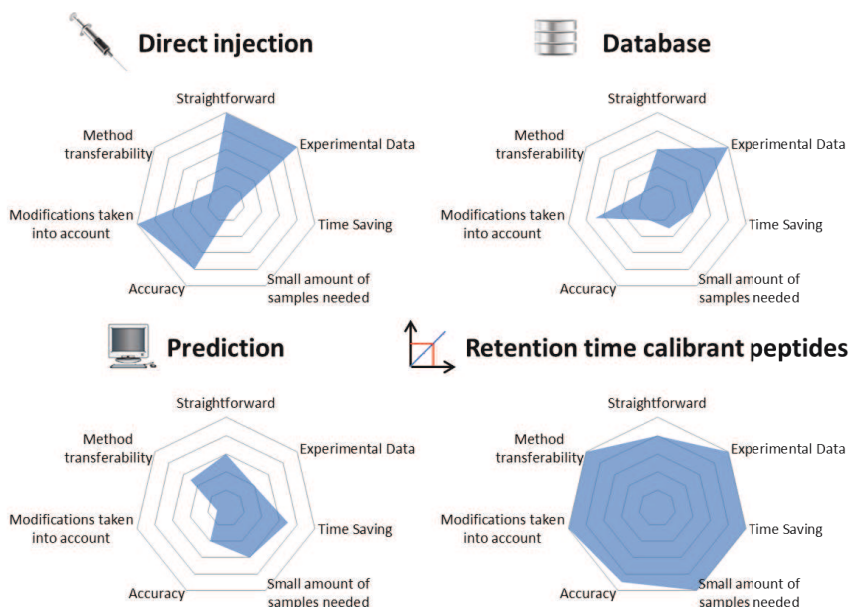 Direct injection
Straightforward
Method
transferability
Experimental Data
Modifications taken
into account
Time Saving
Accuracy
Small amount of
samples needed
Database
Straightforward
Method
transferability
Experimental Data
Modifications taken
into account
Time Saving
Accuracy
Small amount of
samples needed
Prediction
Straightforward
Method
transferability
Experimental Data
Modifications taken
into account
Time Saving
Accuracy
Small amount of
samples needed
Retention time calibrant peptides
Straightforward
Method
transferability
Experimental Data
Modifications taken
into account
Time Saving
Accuracy
Small amount of
samples needed